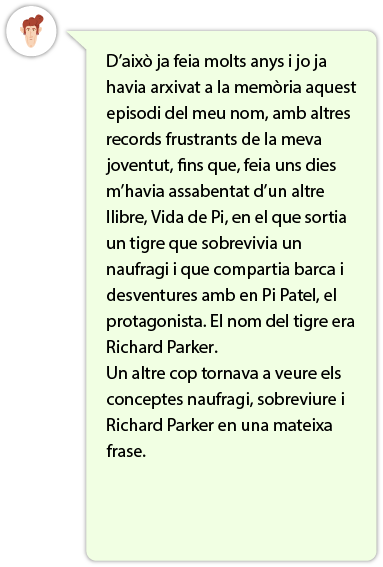 D’això ja feia molts anys i jo ja
havia arxivat a la memòria aquest
episodi del meu nom, amb altres
records frustrants de la meva
joventut, fins que, feia uns dies
m’havia assabentat d’un altre
llibre, Vida de Pi, en el que sortia
un tigre que sobrevivia un
naufragi i que compartia barca i
desventures amb en Pi Patel, el
protagonista. El nom del tigre era
Richard Parker.
Un altre cop tornava a veure els
conceptes naufragi, sobreviure i
Richard Parker en una mateixa
frase.